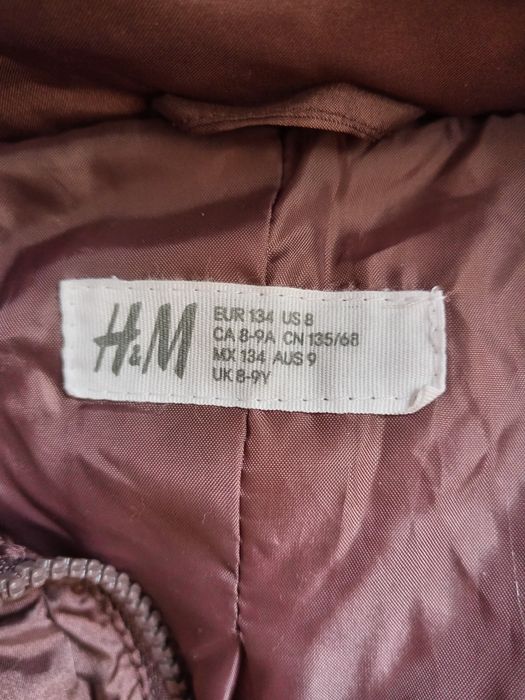 H&M
EUR 134 US 8
CA 8-9A CN 135/68
MX 134 AUS 9
UK 8-9Y